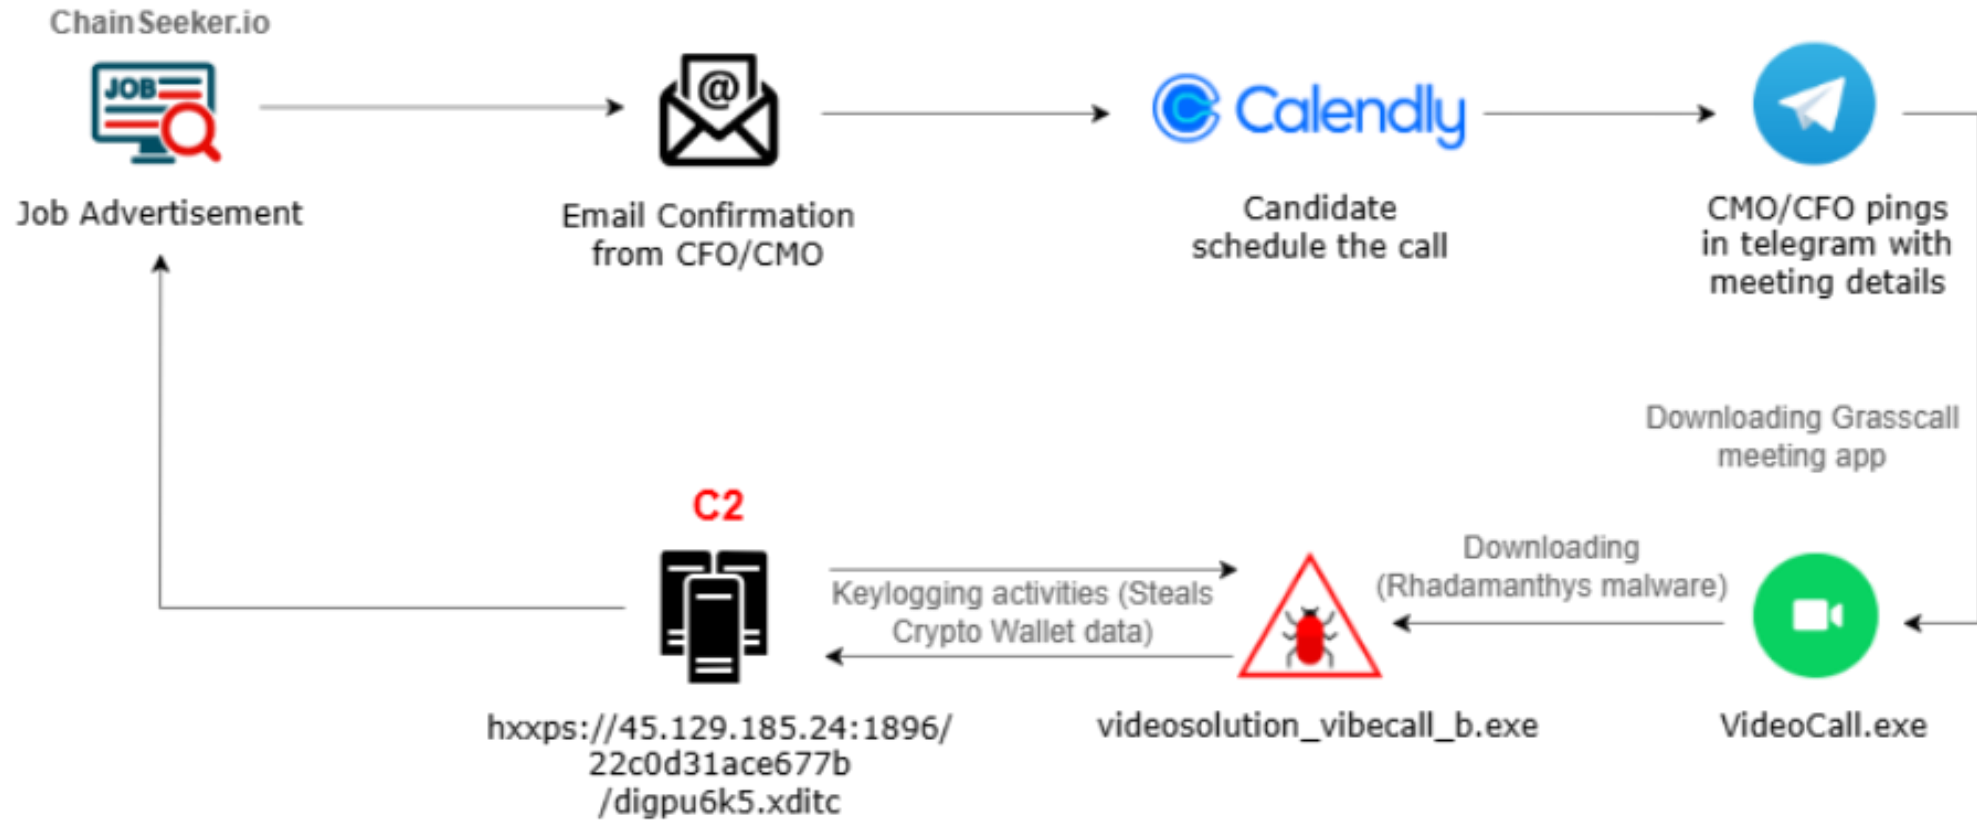 ChainSeeker.io
JOB
Job Advertisement
@
Email Confirmation
from CFO/CMO
Calendly
Candidate
schedule the call
CMO/CFO pings
in telegram with
meeting details
Downloading Grasscall
meeting app
VideoCall.exe
Downloading
(Rhadamanthys malware)
videosolution_vibecall_b.exe
Keylogging activities (Steals
Crypto Wallet data)
C2
hxxps://45.129.185.24:1896/
22c0d31ace677b
/digpu6k5.xditc